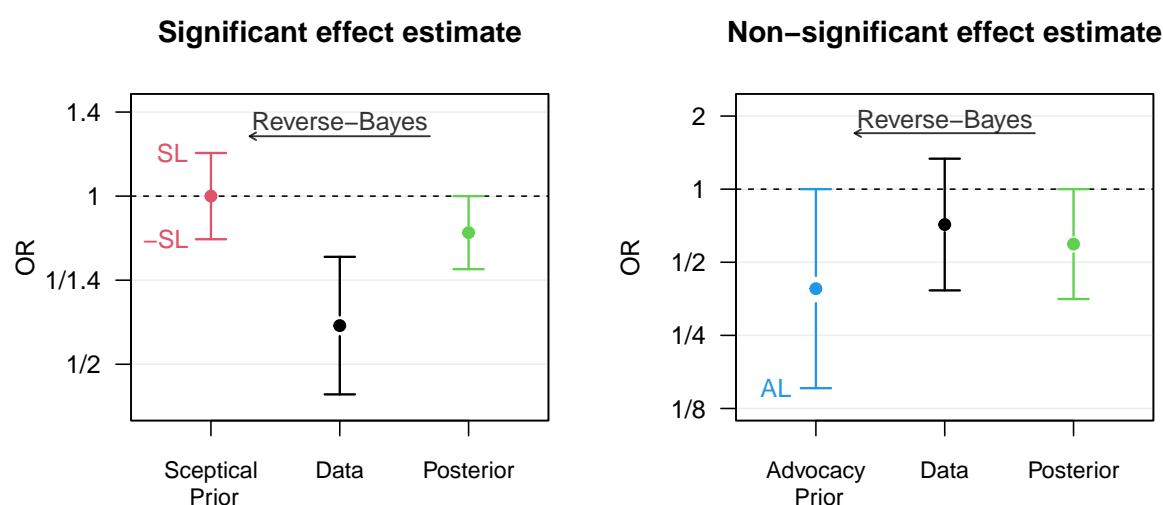 Significant effect estimate
1.4
1
1/1.4
1/2
OR
Reverse−Bayes
SL
−SL
Sceptical
Prior
Data
Posterior
Non−significant effect estimate
2
1
1/2
1/4
1/8
OR
Reverse−Bayes
AL
Advocacy
Prior
Data
Posterior